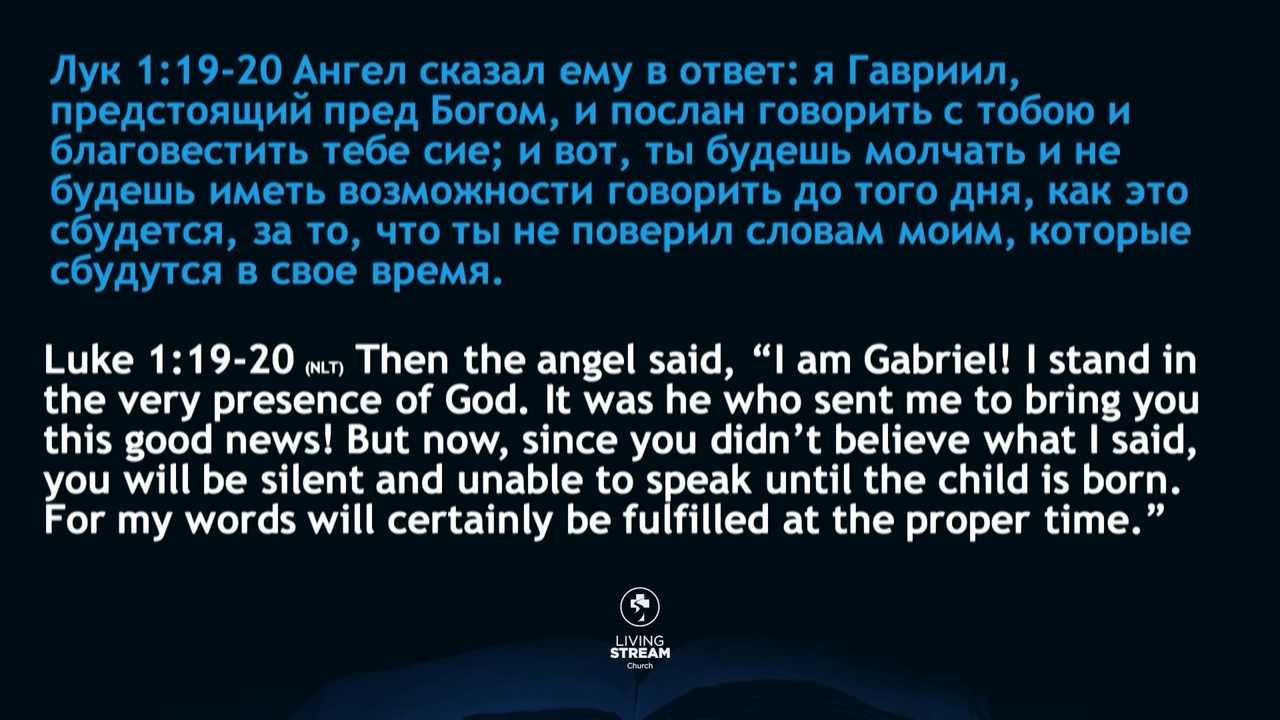 Лук 1:19-20 Ангел сказал ему в ответ: я Гавриил,
предстоящий пред Богом, и послан говорить с тобою и
благовестить тебе сие; и вот, ты будешь молчать и не
будешь иметь возможности говорить до того дня, как это
сбудется, за то, что ты не поверил словам моим, которые
сбудутся в свое время.
Luke 1:19-20 (NLT) Then the angel said, “I am Gabriel! I stand in
the very presence of God. It was he who sent me to bring you
this good news! But now, since you didn’t believe what I said,
you will be silent and unable to speak until the child is born.
For my words will certainly be fulfilled at the proper time.”
LIVING
STREAM
Church